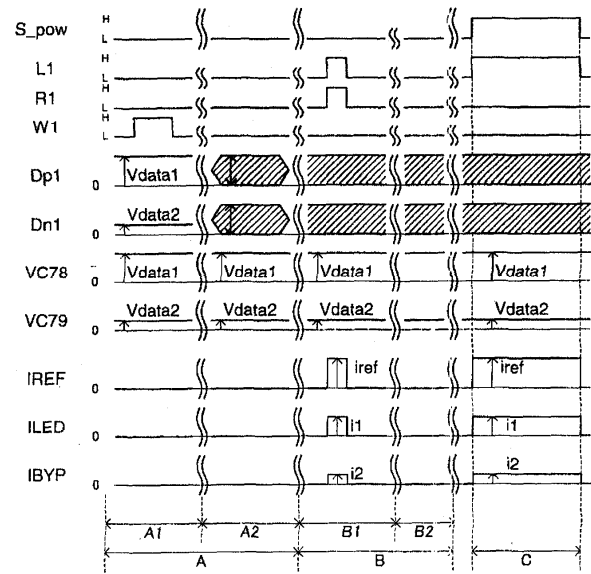 S_pow H L
L1 H L
R1 H L
W1 H L
Dp1 0 Vdata1
Dn1 0 Vdata2
VC78 0 Vdata1 Vdata1 Vdata1 Vdata1
VC79 0 Vdata2 Vdata2 Vdata2 Vdata2
IREF 0 iref iref
ILED 0 i1 i1
IBYP 0 i2 i2
A1 A2 B1 B2
A B C